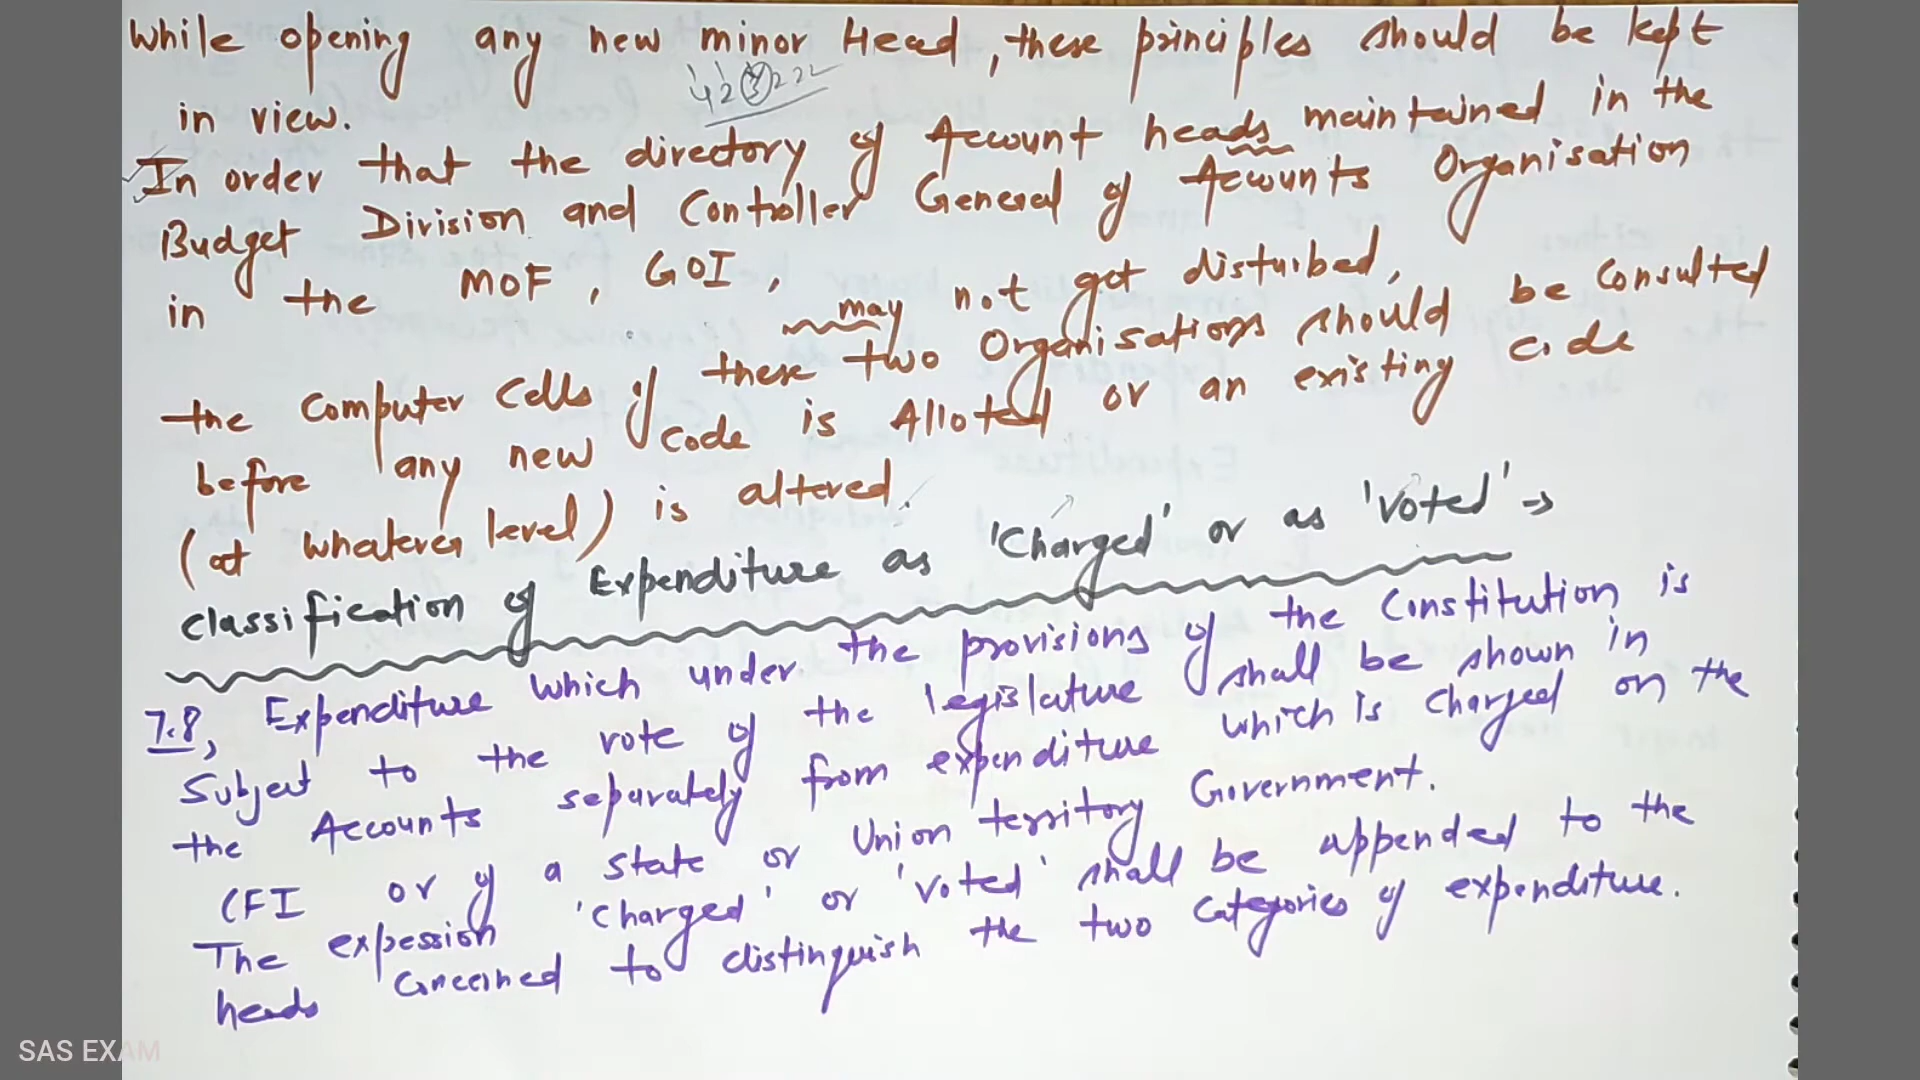 While opening any new minor Head, these principles should be kept
in view.
In order that the directory of Account heads maintained in the
Budget Division and Controller General of Accounts Organisation
in the MOF, GOI, may not get disturbed,
the Computer Cells of these two Organisations should be Consulted
before any new code is Alloted or an existing code
(at whatever level) is altered.
classification of Expenditure as 'Charged' or as 'Voted' →
7.8, Expenditure which under the provisions of the Constitution is
Subject to the vote of the legislature shall be shown in
the Accounts separately from expenditure which is charged on the
CFI or of a state or Union territory Government.
The expession 'charged' or 'voted' shall be appended to the
heads concerned to distinguish the two categories of expenditure.
SAS EXAM